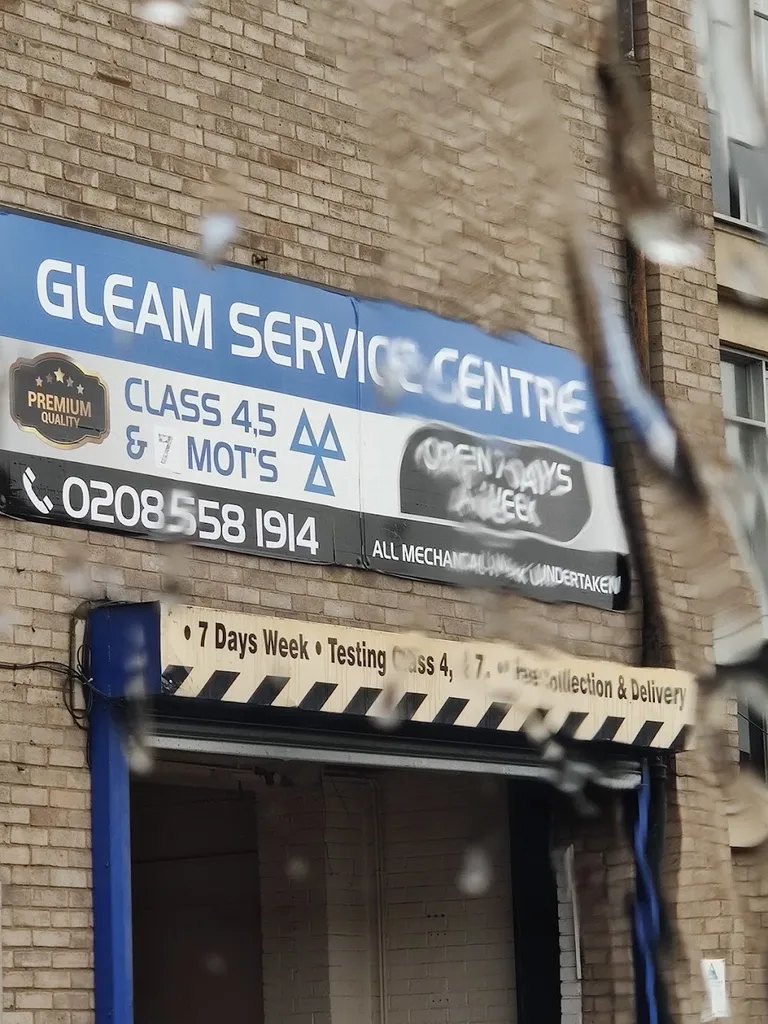 GLEAM SERVICE CENTRE
PREMIUM
QUALITY
CLASS 4,5
& 7 MOT'S
OPEN 7 DAYS
A WEEK
0208 558 1914
ALL MECHANICAL WORK UNDERTAKEN
• 7 Days Week • Testing Class 4, 7. • Collection & Delivery